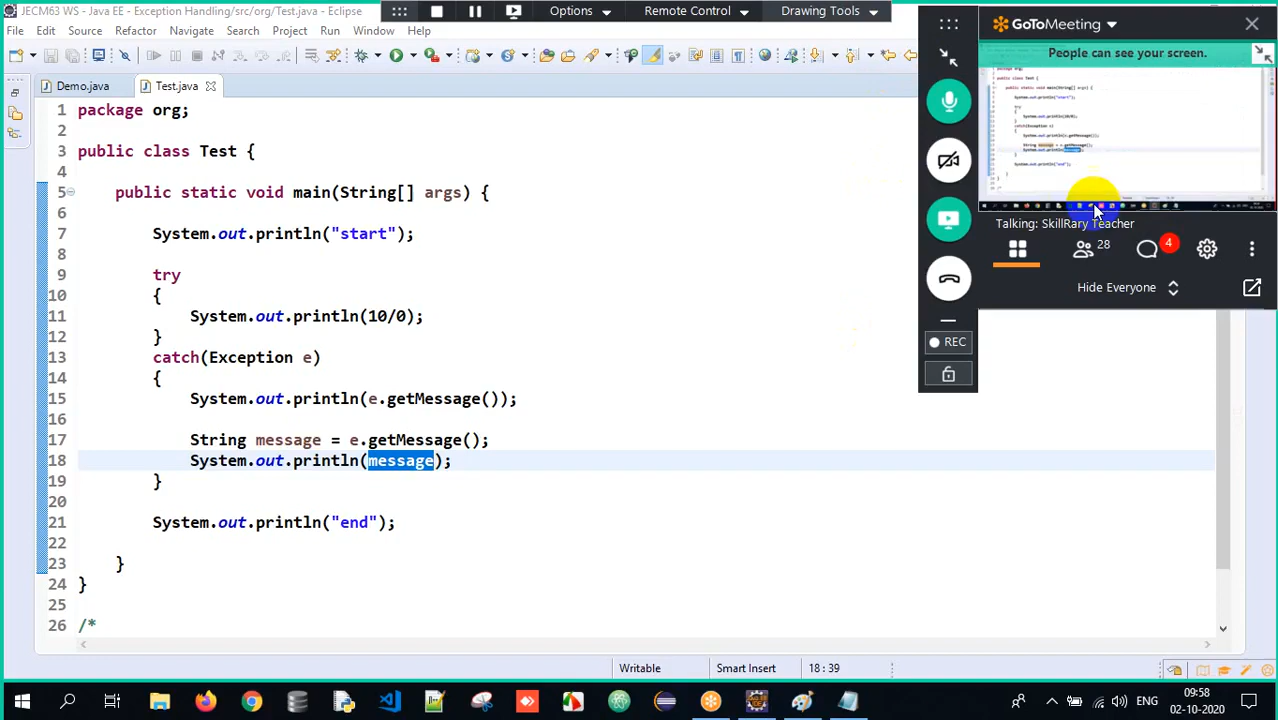 JECM63 WS - Java EE - Exception Handling/src/org/Test.java - Eclipse
Options
Remote Control
Drawing Tools
File Edit Source Refactor Navigate Search Project Run Window Help
GoToMeeting
People can see your screen.
Demo.java
Test.java
1 package org;
2
3 public class Test {
4
5 public static void main(String[] args) {
6
7 System.out.println("start");
8
9 try
10 {
11 System.out.println(10/0);
12 }
13 catch(Exception e)
14 {
15 System.out.println(e.getMessage());
16
17 String message = e.getMessage();
18 System.out.println(message);
19 }
20
21 System.out.println("end");
22
23 }
24 }
25
26 /*
Talking: SkillRary Teacher
28
4
Hide Everyone
REC
Writable
Smart Insert
18 : 39
ENG
09:58
02-10-2020